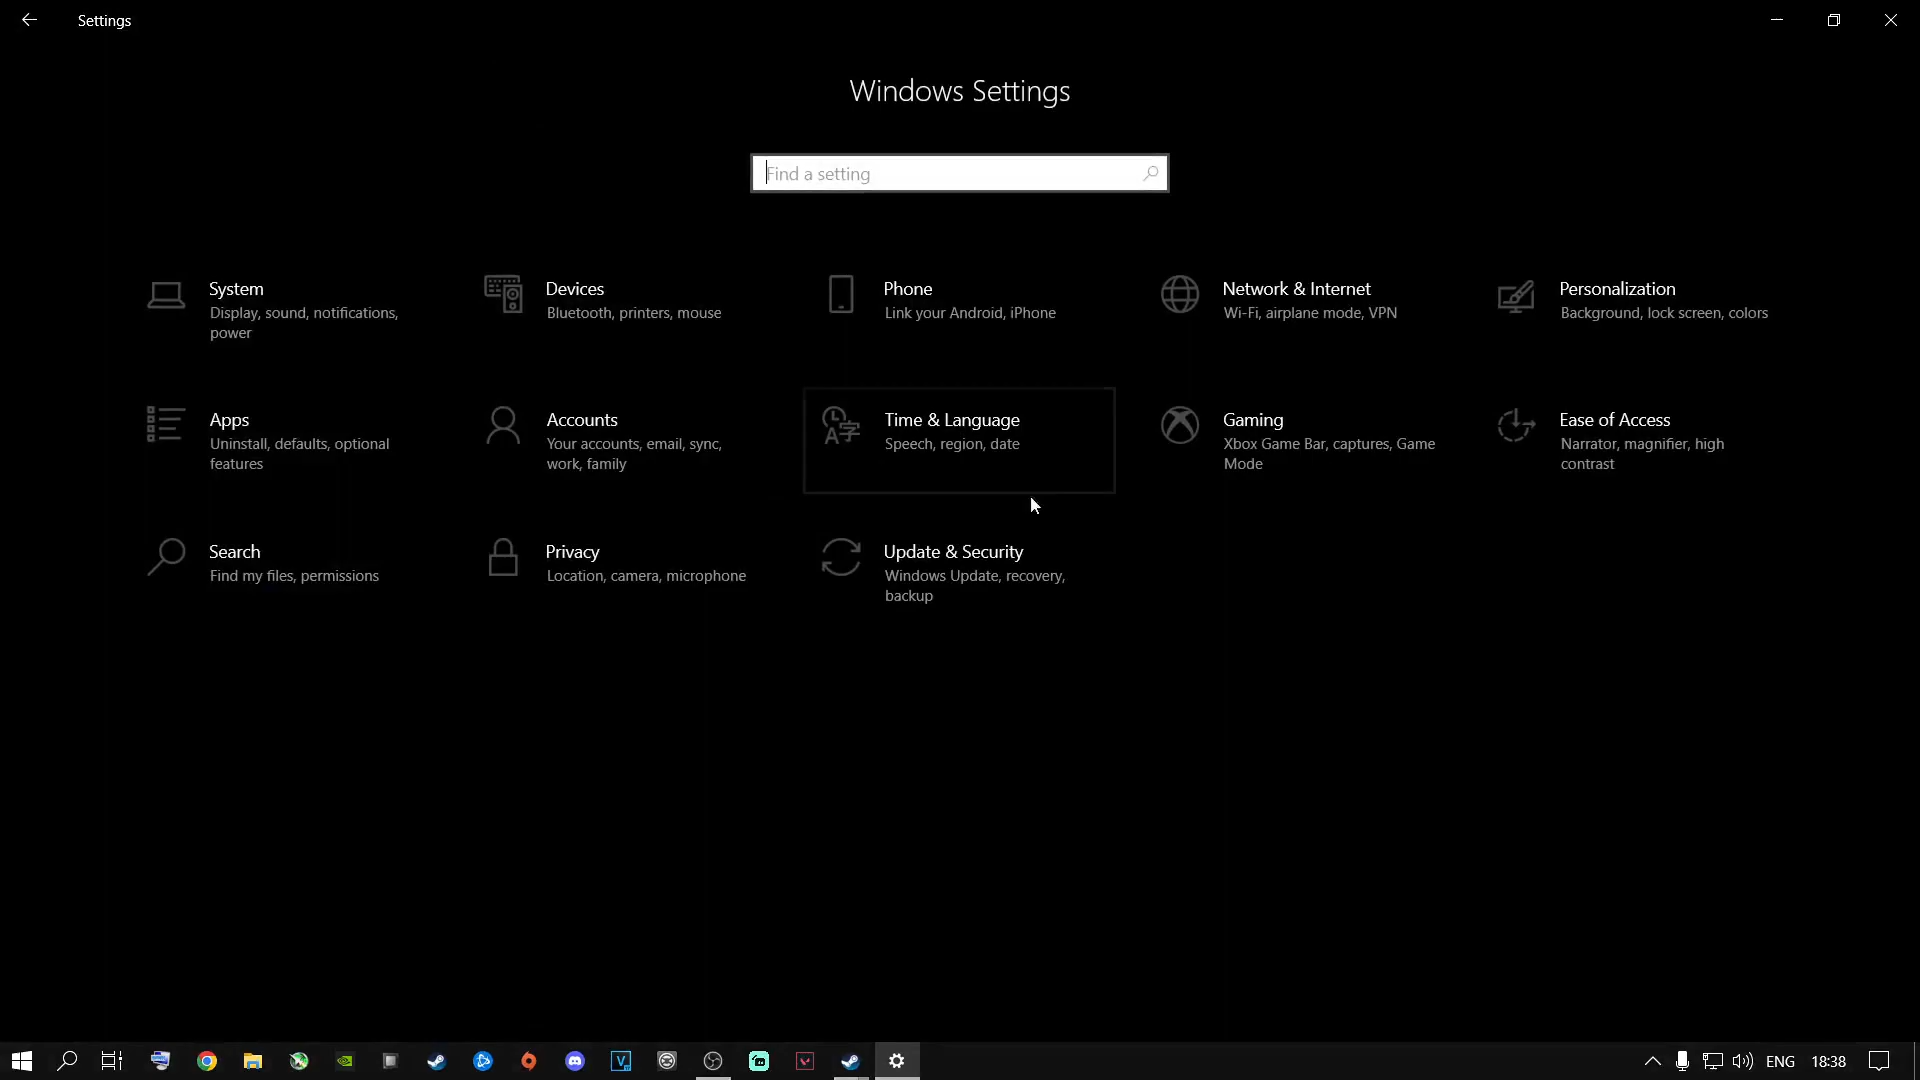 Settings
Windows Settings
Find a setting
System
Display, sound, notifications,
power
Devices
Bluetooth, printers, mouse
Phone
Link your Android, iPhone
Network & Internet
Wi-Fi, airplane mode, VPN
Personalization
Background, lock screen, colors
Apps
Uninstall, defaults, optional
features
Accounts
Your accounts, email, sync,
work, family
Time & Language
Speech, region, date
Gaming
Xbox Game Bar, captures, Game
Mode
Ease of Access
Narrator, magnifier, high
contrast
Search
Find my files, permissions
Privacy
Location, camera, microphone
Update & Security
Windows Update, recovery,
backup
ENG
18:38